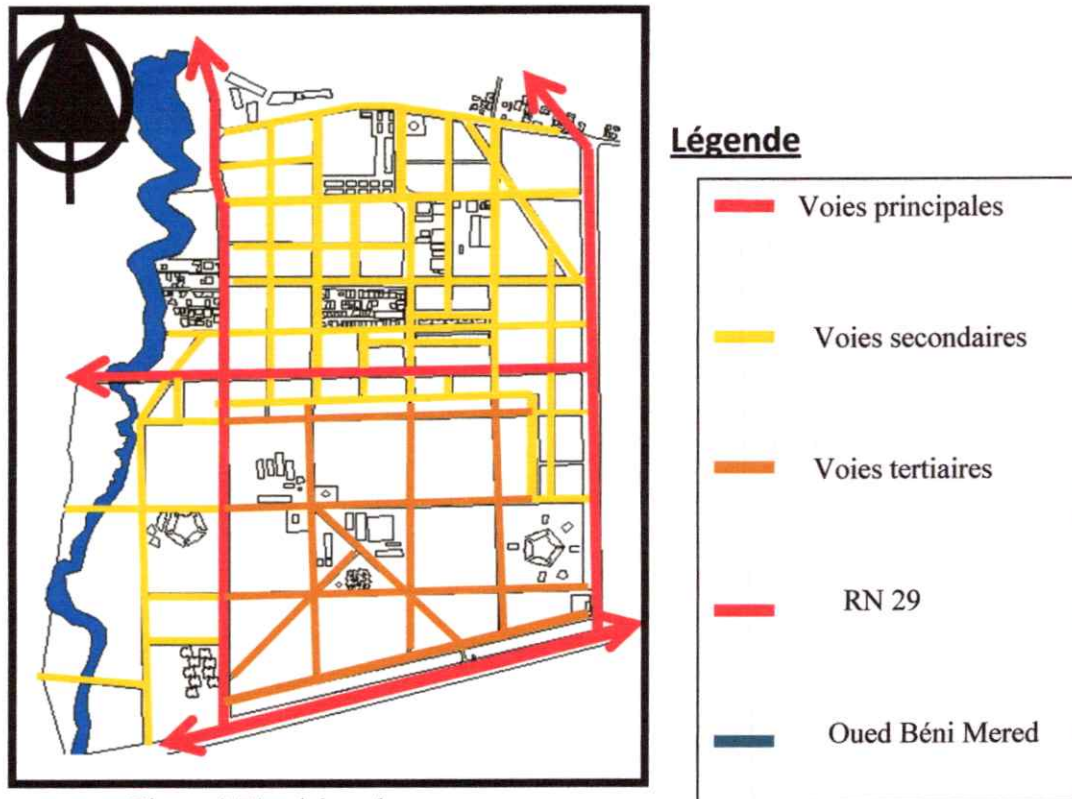 Légende
Voies principales
Voies secondaires
Voies tertiaires
RN 29
Oued Béni Mered